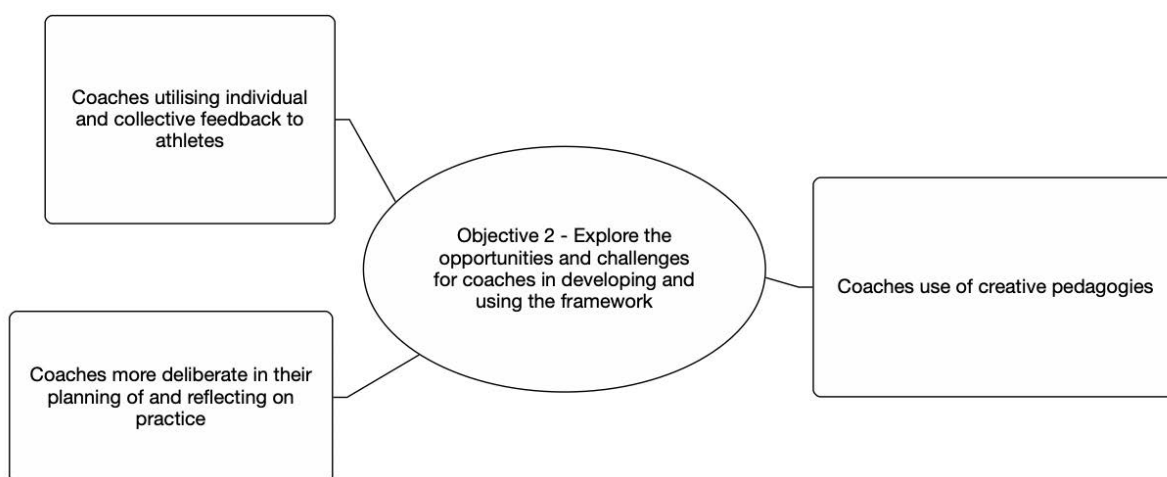 Coaches utilising individual
and collective feedback to
athletes
Objective 2 - Explore the
opportunities and challenges
for coaches in developing and
using the framework
Coaches use of creative pedagogies
Coaches more deliberate in their
planning of and reflecting on
practice